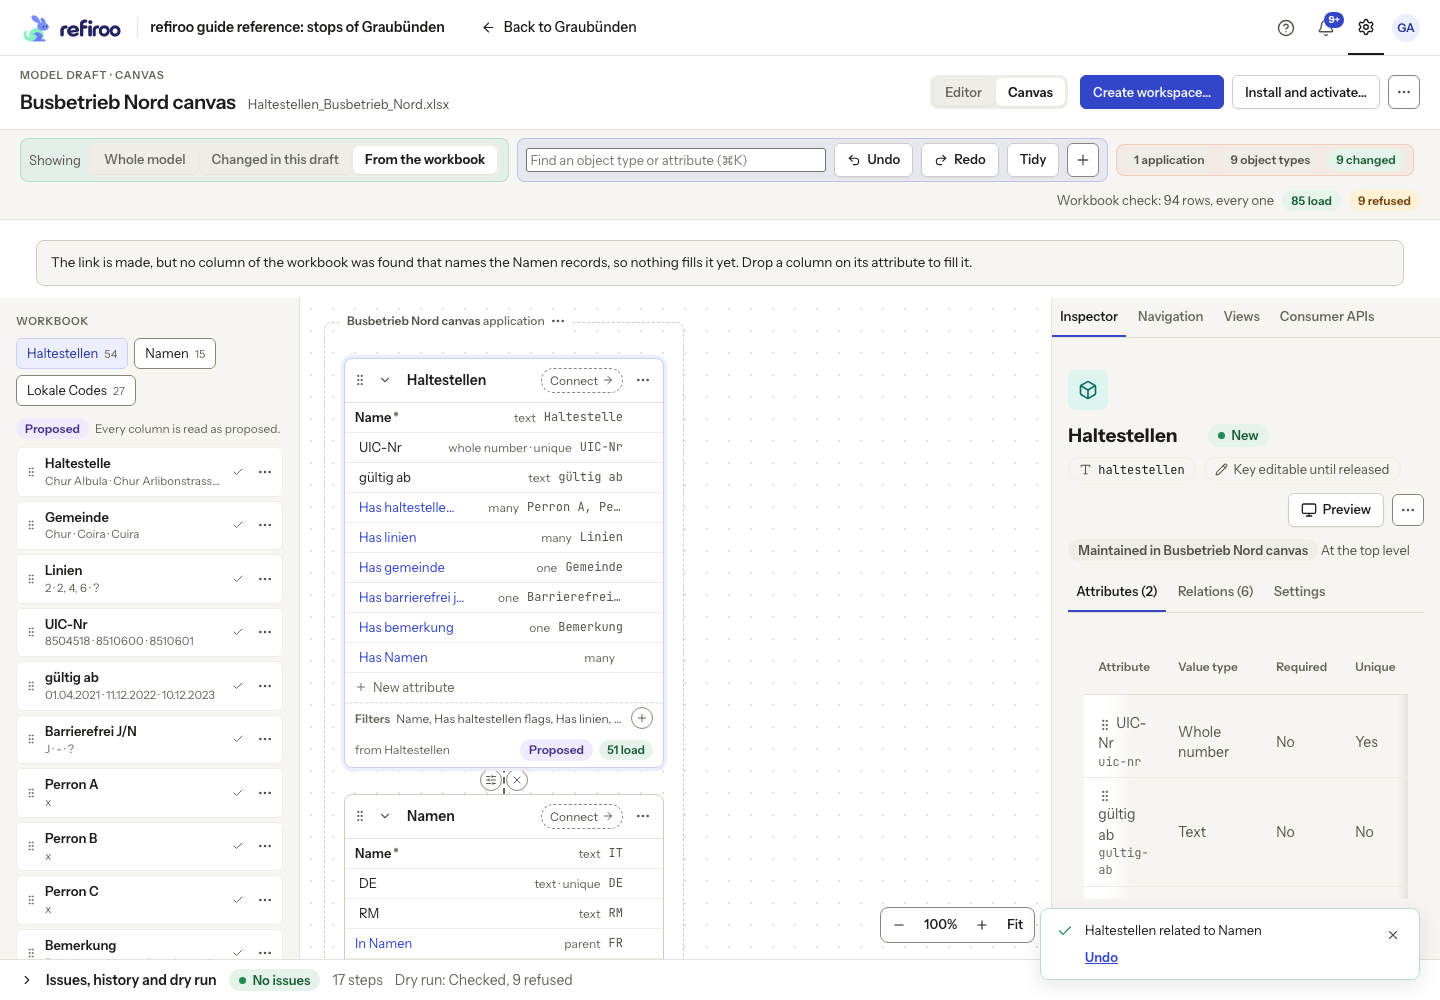 refiroo
refiroo guide reference: stops of Graubünden
Back to Graubünden
9+
GA
MODEL DRAFT · CANVAS
Busbetrieb Nord canvas Haltestellen_Busbetrieb_Nord.xlsx
Editor Canvas Create workspace... Install and activate...
Showing Whole model Changed in this draft From the workbook
Find an object type or attribute (⌘K) Undo Redo Tidy
1 application 9 object types 9 changed
Workbook check: 94 rows, every one 85 load 9 refused
The link is made, but no column of the workbook was found that names the Namen records, so nothing fills it yet. Drop a column on its attribute to fill it.
WORKBOOK
Haltestellen 54 Namen 15
Lokale Codes 27
Proposed Every column is read as proposed.
Haltestelle
Chur Albula · Chur Arlibonstrass...
Gemeinde
Chur · Coira · Cuira
Linien
2 · 2, 4, 6 · ?
UIC-Nr
8504518 · 8510600 · 8510601
gültig ab
01.04.2021 · 11.12.2022 · 10.12.2023
Barrierefrei J/N
J · - · ?
Perron A
x
Perron B
x
Perron C
x
Bemerkung
Busbetrieb Nord canvas application
Haltestellen Connect
Name * text Haltestelle
UIC-Nr whole number · unique UIC-Nr
gültig ab text gültig ab
Has haltestelle... many Perron A, Pe...
Has linien many Linien
Has gemeinde one Gemeinde
Has barrierefrei j... one Barrierefrei...
Has bemerkung one Bemerkung
Has Namen many
New attribute
Filters Name, Has haltestellen flags, Has linien, ...
from Haltestellen Proposed 51 load
Namen Connect
Name * text IT
DE text · unique DE
RM text RM
In Namen parent FR
100% Fit
Inspector Navigation Views Consumer APIs
Haltestellen New
haltestellen Key editable until released
Preview
Maintained in Busbetrieb Nord canvas At the top level
Attributes (2) Relations (6) Settings
Attribute Value type Required Unique
UIC-
Nr
uic-nr
Whole
number
No Yes
gültig
ab
gultig-
ab
Text No No
Haltestellen related to Namen
Undo
Issues, history and dry run No issues 17 steps Dry run: Checked, 9 refused